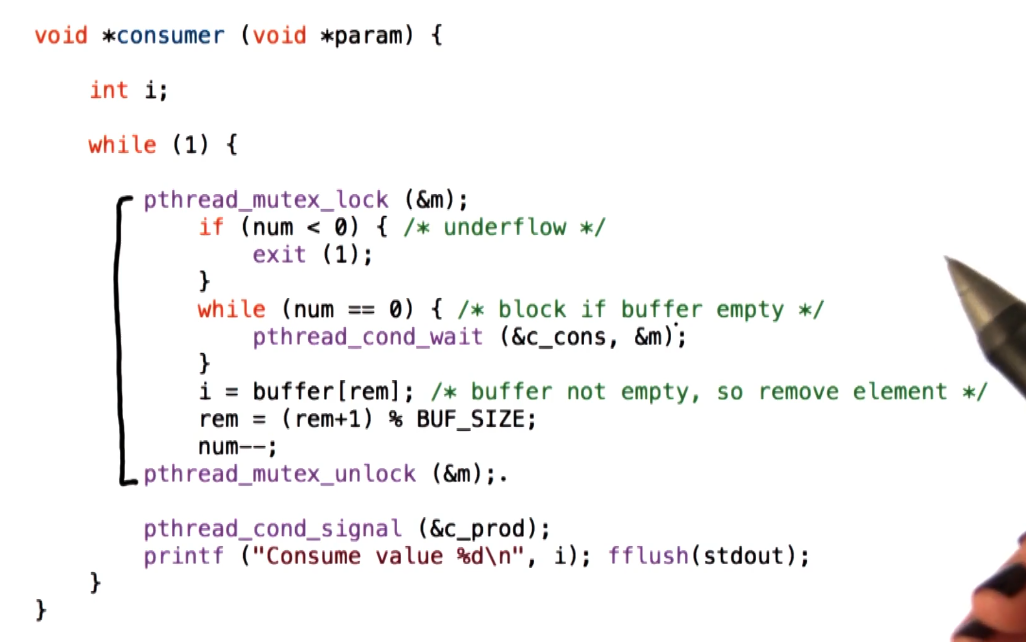 void *consumer (void *param) {
int i;
while (1) {
pthread_mutex_lock (&m);
if (num < 0) { /* underflow */
exit (1);
}
while (num == 0) { /* block if buffer empty */
pthread_cond_wait (&c_cons, &m);
}
i = buffer[rem]; /* buffer not empty, so remove element */
rem = (rem+1) % BUF_SIZE;
num--;
pthread_mutex_unlock (&m);.
pthread_cond_signal (&c_prod);
printf ("Consume value %d\n", i); fflush(stdout);
}
}